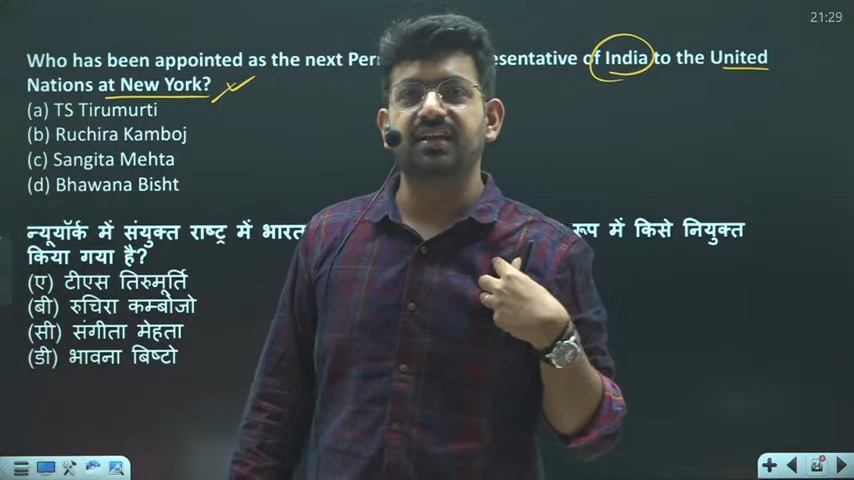 21:29
Who has been appointed as the next esentative of India to the United
Nations at New York?
(a) TS Tirumurti
(b) Ruchira Kamboj
(c) Sangita Mehta
(d) Bhawana Bisht
न्यूयॉर्क में संयुक्त राष्ट्र में भारत रूप में किसे नियुक्त
किया गया है?
(ए) टीएस तिरुमूर्ति
(बी) रुचिरा कम्बोजो
(सी) संगीता मेहता
(डी) भावना बिष्टो